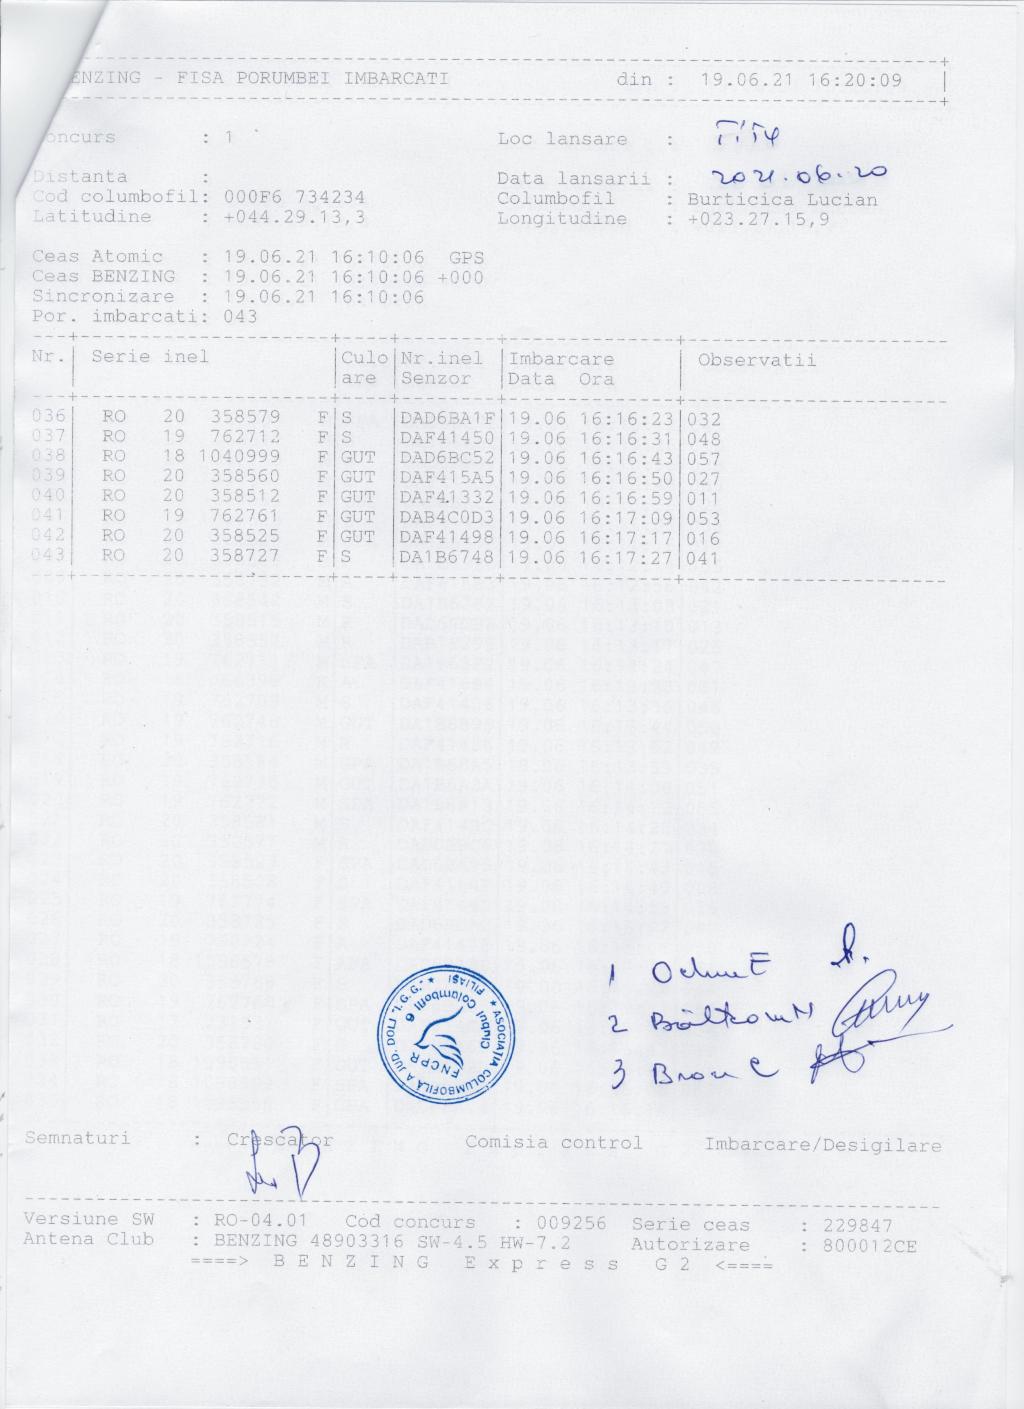 ENZING - FISA PORUMBEI IMBARCATI din : 19.06.21 16:20:09
oncurs : 1 Loc lansare :
Distanta : Data lansarii : 2021.06.20
Cod columbofil: 000F6 734234 Columbofil : Burticica Lucian
Latitudine : +044.29.13,3 Longitudine : +023.27.15,9
Ceas Atomic : 19.06.21 16:10:06 GPS
Ceas BENZING : 19.06.21 16:10:06 +000
Sincronizare : 19.06.21 16:10:06
Por. imbarcati: 043
Nr. Serie inel Culo Nr.inel Imbarcare Observatii
are Senzor Data Ora
036 RO 20 358579 F S DAD6BA1F 19.06 16:16:23 032
037 RO 19 762712 F S DAF41450 19.06 16:16:31 048
038 RO 18 1040999 F GUT DAD6BC52 19.06 16:16:43 057
039 RO 20 358560 F GUT DAF415A5 19.06 16:16:50 027
040 RO 20 358512 F GUT DAF41332 19.06 16:16:59 011
041 RO 19 762761 F GUT DAB4C0D3 19.06 16:17:09 053
042 RO 20 358525 F GUT DAF41498 19.06 16:17:17 016
043 RO 20 358727 F S DA1B6748 19.06 16:17:27 041
1
2
3
ASOCIAȚIA COLUMBOFILĂ A JUD. DOLJ "I.G.G."
Clubul Columbofil 6
FILIAȘI
FNCPR
Semnaturi : Crescator Comisia control Imbarcare/Desigilare
Versiune SW : RO-04.01 Cod concurs : 009256 Serie ceas : 229847
Antena Club : BENZING 48903316 SW-4.5 HW-7.2 Autorizare : 800012CE
====> B E N Z I N G E x p r e s s G 2 <====